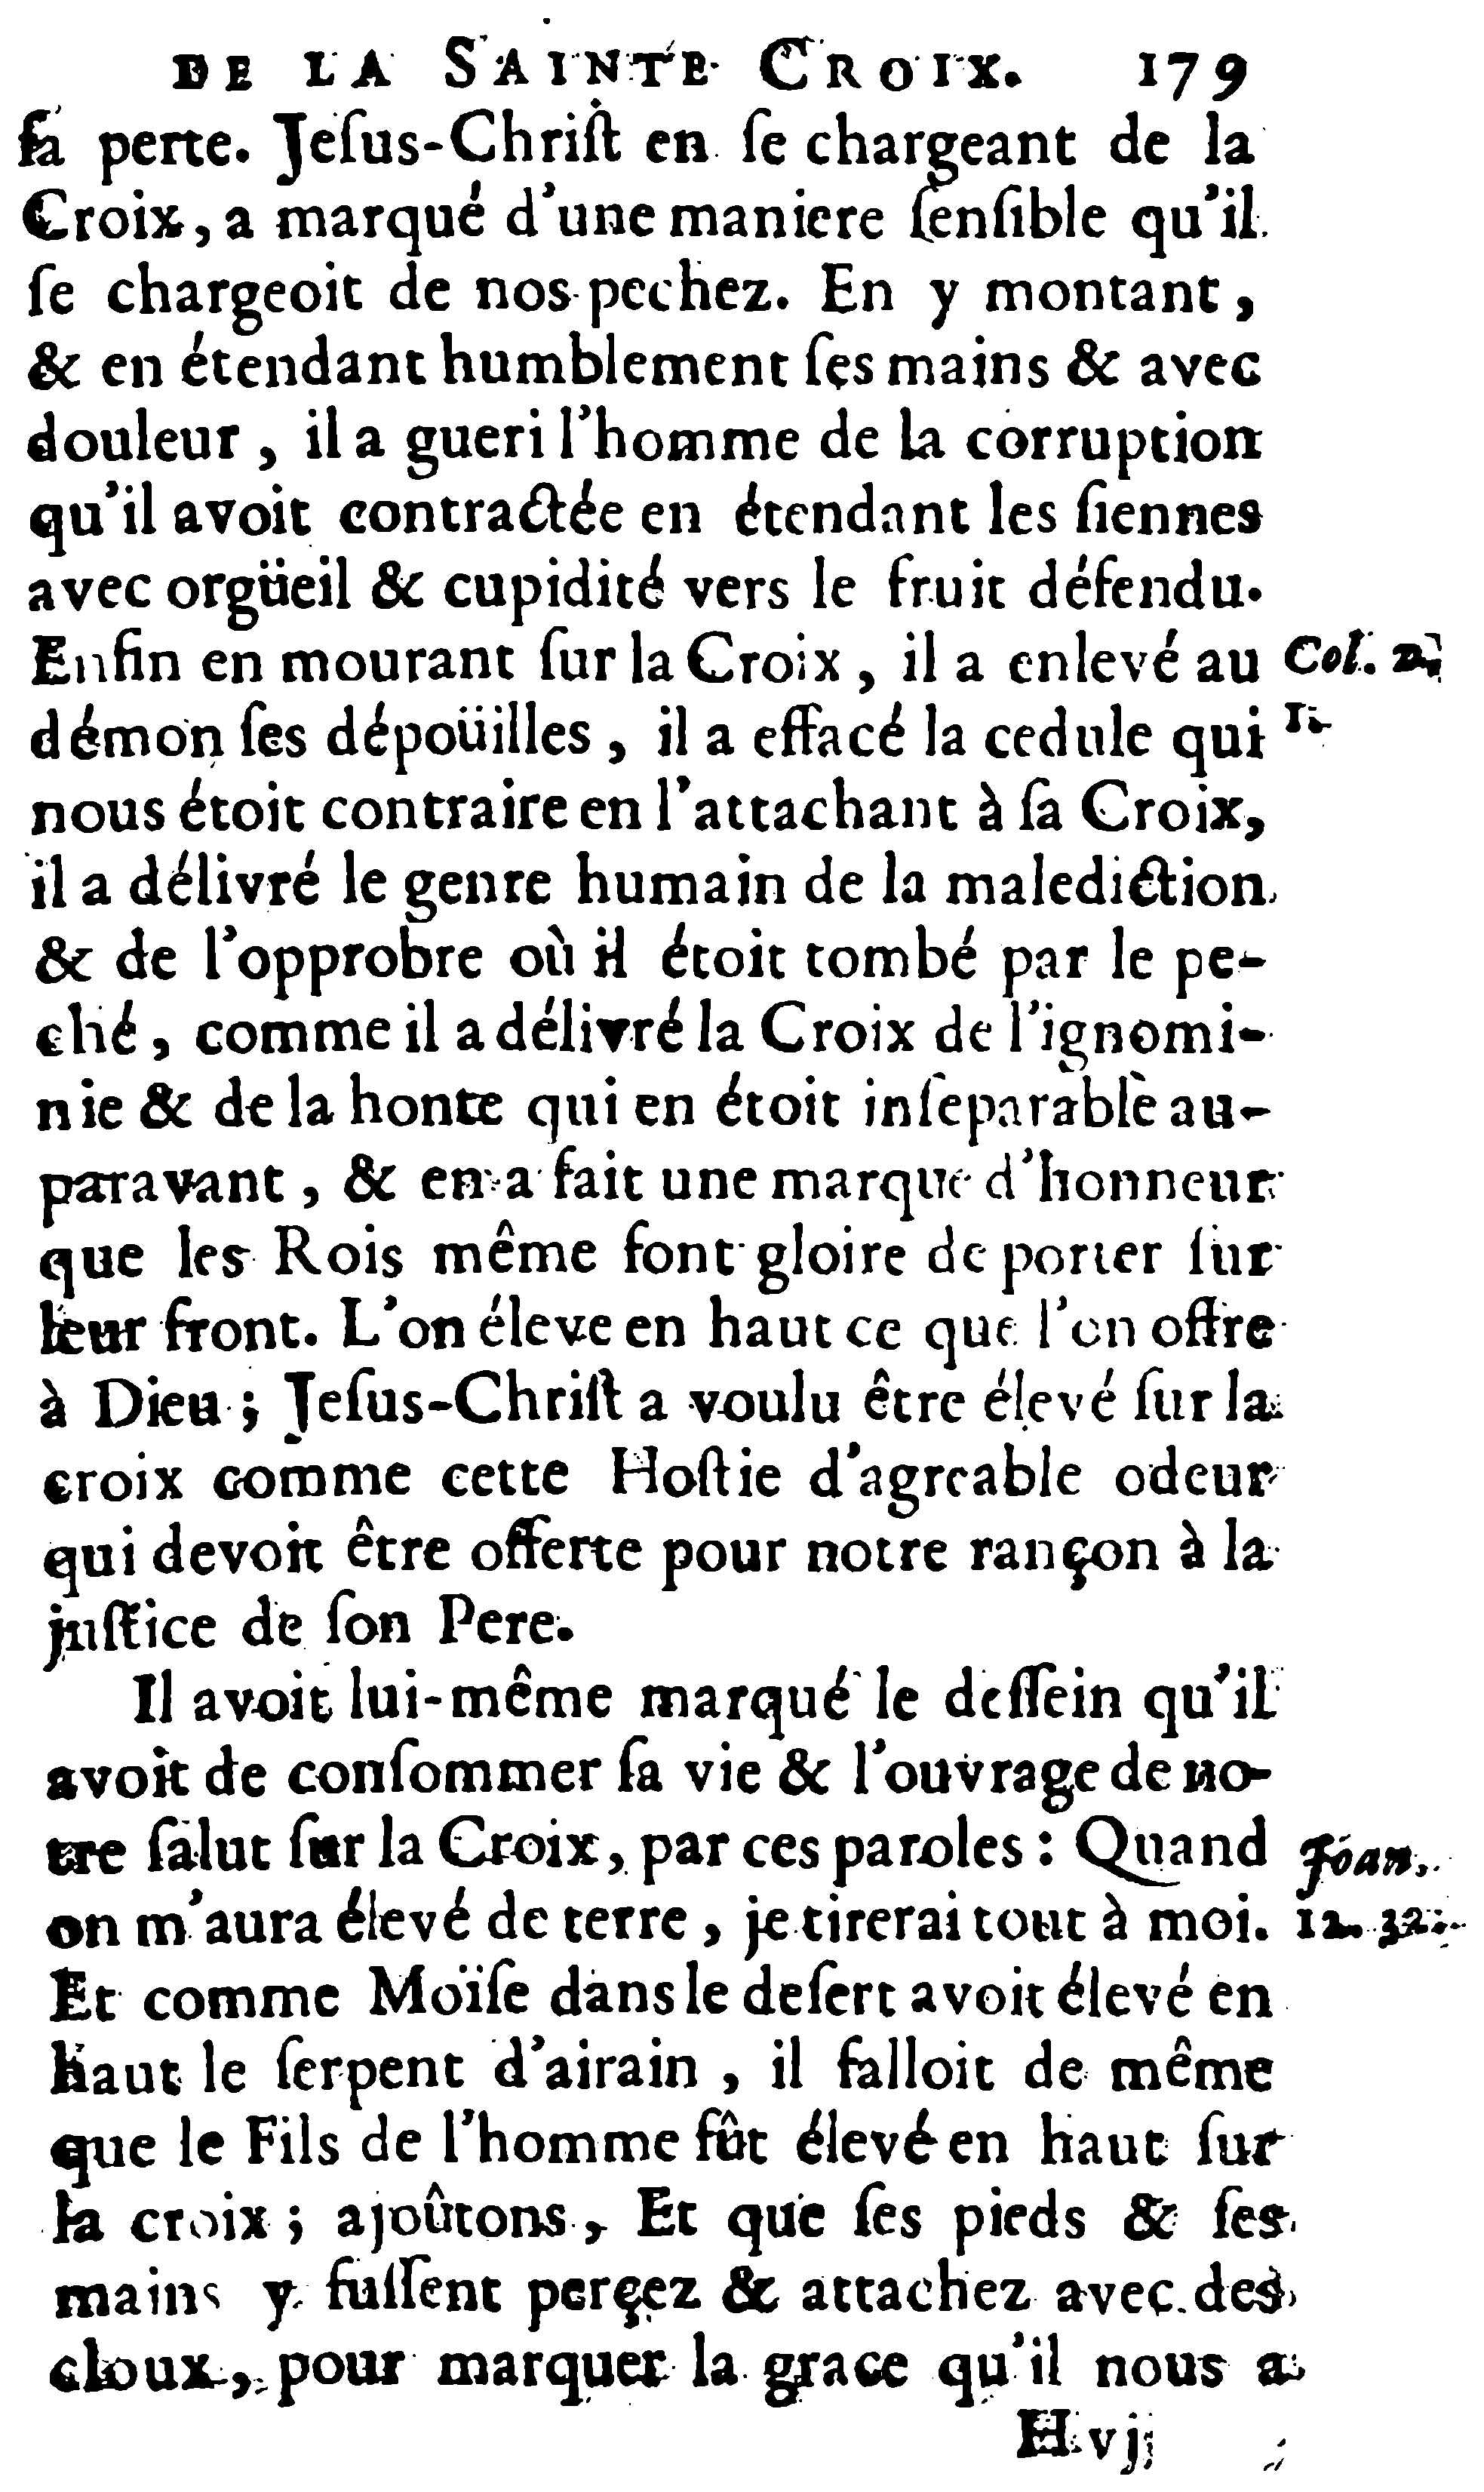 DE LA SAINTE CROIX. 179
ſa perte. Jeſus-Chriſt en ſe chargeant de la
Croix, a marqué d'une maniere ſenſible qu'il
ſe chargeoit de nos pechez. En y montant,
& en étendant humblement ſes mains & avec
douleur, il a gueri l'homme de la corruption
qu'il avoit contractée en étendant les ſiennes
avec orgüeil & cupidité vers le fruit défendu.
Enfin en mourant ſur la Croix, il a enlevé au Col. 2.
démon ſes dépoüilles, il a effacé la cedule qui
nous étoit contraire en l'attachant à ſa Croix,
il a délivré le genre humain de la malediction
& de l'opprobre où il étoit tombé par le pe-
ché, comme il a délivré la Croix de l'ignomi-
nie & de la honte qui en étoit inſeparable au-
paravant, & en a fait une marque d'honneur
que les Rois même font gloire de porter ſur
leur front. L'on éleve en haut ce que l'on offre
à Dieu; Jeſus-Chriſt a voulu être élevé ſur la
croix comme cette Hoſtie d'agreable odeur
qui devoit être offerte pour notre rançon à la
juſtice de ſon Pere.
Il avoit lui-même marqué le deſſein qu'il
avoit de conſommer ſa vie & l'ouvrage de no-
tre ſalut ſur la Croix, par ces paroles: Quand Joan.
on m'aura élevé de terre, je tirerai tout à moi. 12. 32.
Et comme Moïſe dans le deſert avoit élevé en
haut le ſerpent d'airain, il falloit de même
que le Fils de l'homme fût élevé en haut ſur
la croix; ajoûtons, Et que ſes pieds & ſes
mains y fuſſent perçez & attachez avec des
cloux, pour marquer la grace qu'il nous a
H vj